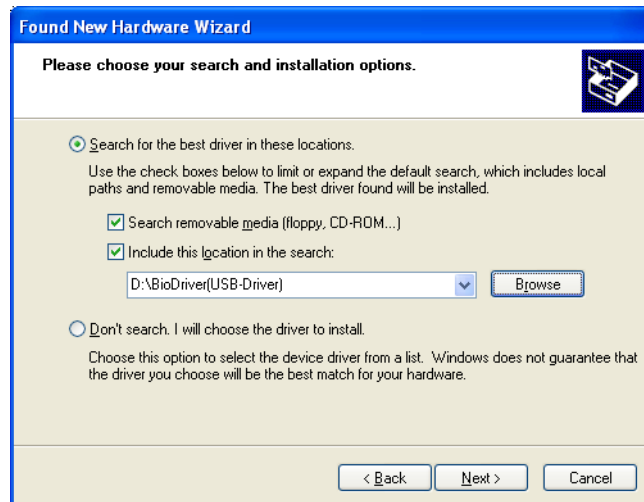 Found New Hardware Wizard
Please choose your search and installation options.
Search for the best driver in these locations.
Use the check boxes below to limit or expand the default search, which includes local
paths and removable media. The best driver found will be installed.
Search removable media (floppy, CD-ROM...)
Include this location in the search:
D:\BioDriver(USB-Driver)
Browse
Don't search. I will choose the driver to install.
Choose this option to select the device driver from a list. Windows does not guarantee that
the driver you choose will be the best match for your hardware.
< Back
Next >
Cancel